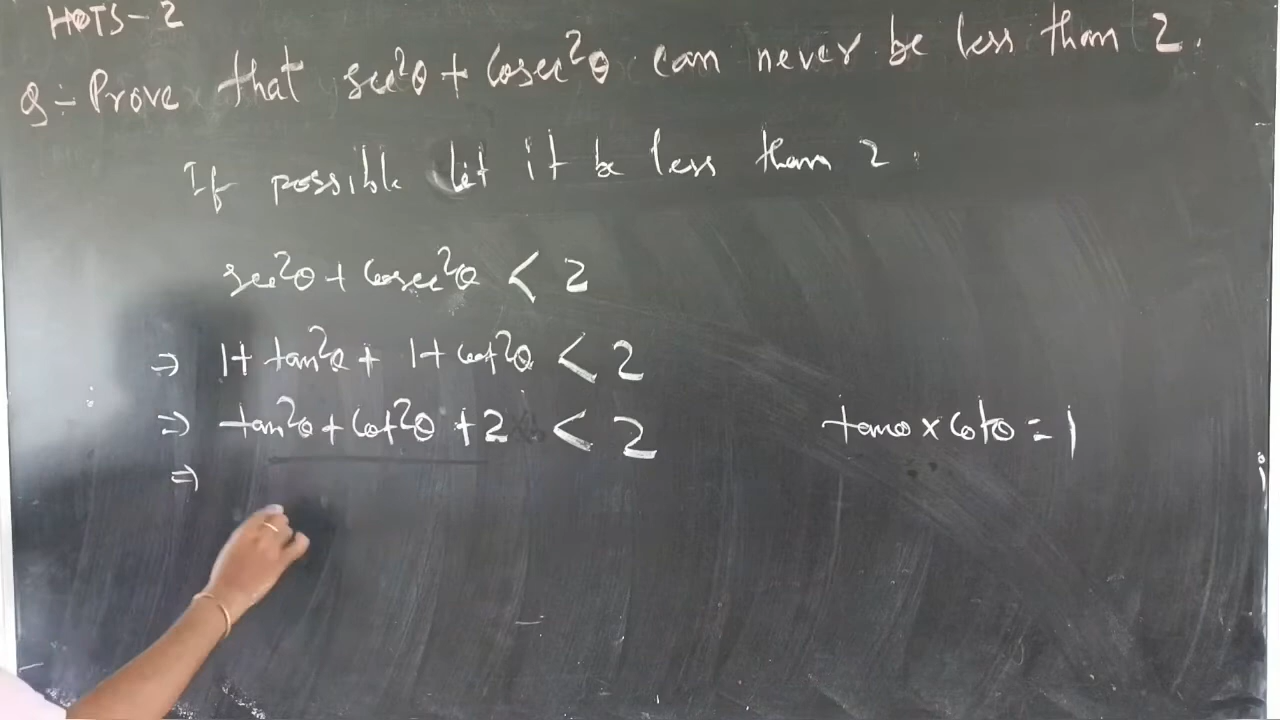 HOTS-2
Q÷ Prove that sec²θ + Cosec²θ can never be less than 2.
If possible let it be less than 2.
sec²θ + Cosec²θ < 2
⇒ 1+ tan²θ + 1+ cot²θ < 2
⇒ tan²θ + Cot²θ + 2 < 2 tanθ × Cotθ = 1
⇒